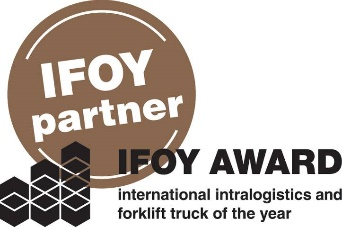 IFOY
partner
IFOY AWARD
international intralogistics and
forklift truck of the year